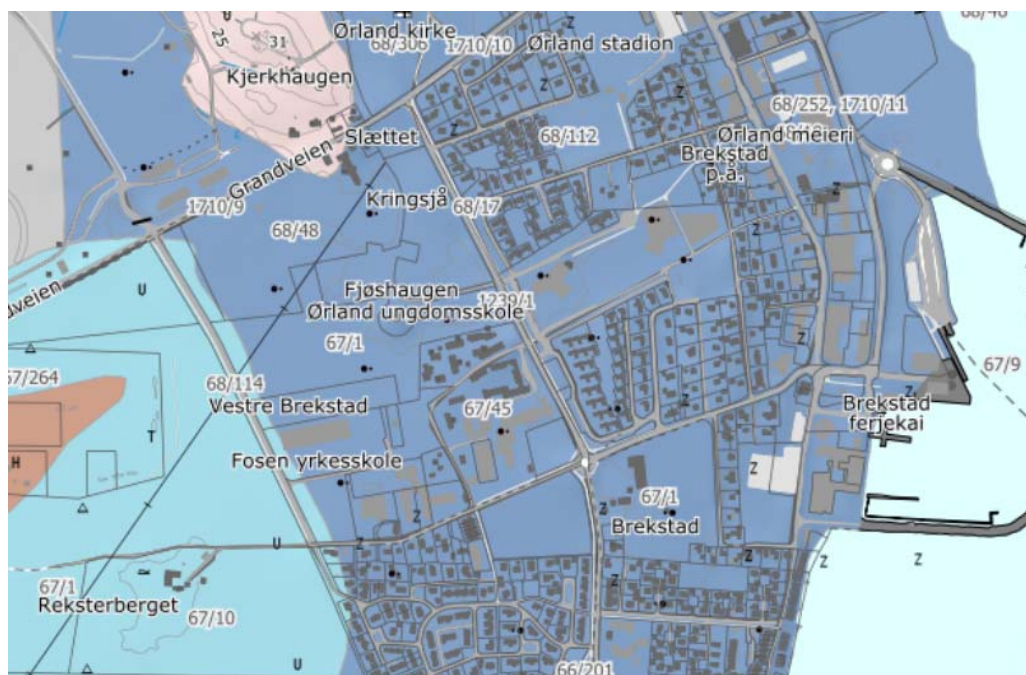 U
Z
68/46
Ørland kirke
25
31
68/306
1710/10
Ørland stadion
Kjerkhaugen
Z
68/252, 1710/11
Slættet
Z
68/112
Ørland meieri
Brekstad
p.a.
Grandveien
1710/9
Kringsjå
68/17
Z
68/48
Z
U
Fjøshaugen
1239/1
Ørland ungdomsskole
67/1
Z
67/9
67/264
68/114
Vestre Brekstad
67/45
Z
Z
Brekstad
ferjekai
T
H
Fosen yrkesskole
Z
67/1
Z
Z
Brekstad
U
Z
Z
Z
Z
67/1
Reksterberget
67/10
Z
U
66/201